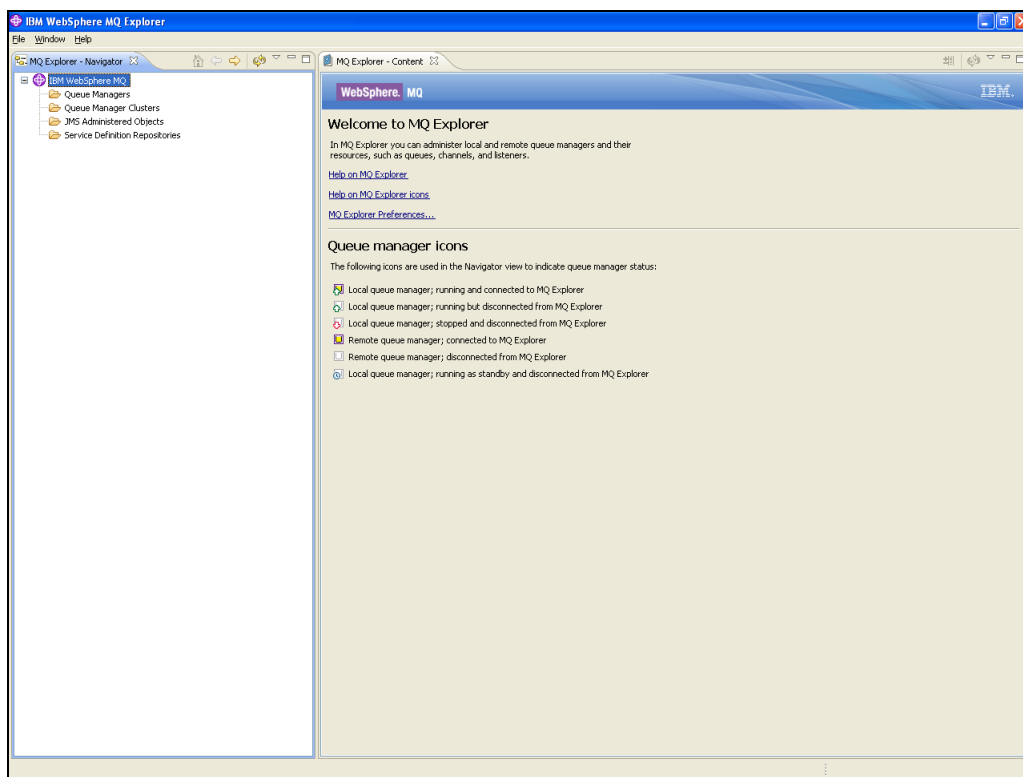 IBM WebSphere MQ Explorer
File Window Help
MQ Explorer - Navigator
IBM WebSphere MQ
Queue Managers
Queue Manager Clusters
JMS Administered Objects
Service Definition Repositories
MQ Explorer - Content
WebSphere. MQ
IBM.
Welcome to MQ Explorer
In MQ Explorer you can administer local and remote queue managers and their
resources, such as queues, channels, and listeners.
Help on MQ Explorer
Help on MQ Explorer icons
MQ Explorer Preferences...
Queue manager icons
The following icons are used in the Navigator view to indicate queue manager status:
Local queue manager; running and connected to MQ Explorer
Local queue manager; running but disconnected from MQ Explorer
Local queue manager; stopped and disconnected from MQ Explorer
Remote queue manager; connected to MQ Explorer
Remote queue manager; disconnected from MQ Explorer
Local queue manager; running as standby and disconnected from MQ Explorer